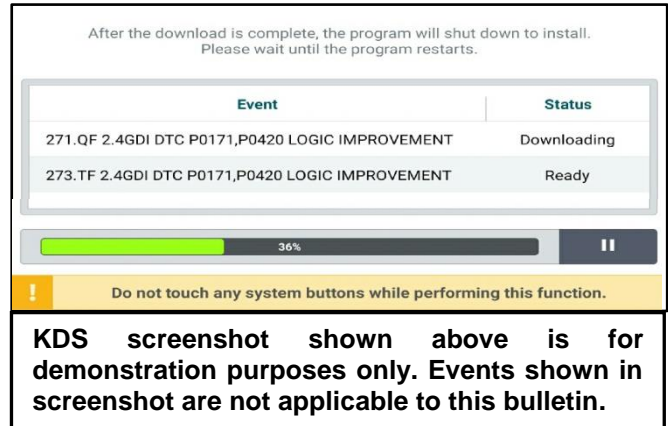 After the download is complete, the program will shut down to install.
Please wait until the program restarts.
Event Status
271.QF 2.4GDI DTC P0171,P0420 LOGIC IMPROVEMENT Downloading
273.TF 2.4GDI DTC P0171,P0420 LOGIC IMPROVEMENT Ready
36%
! Do not touch any system buttons while performing this function.
KDS screenshot shown above is for
demonstration purposes only. Events shown in
screenshot are not applicable to this bulletin.